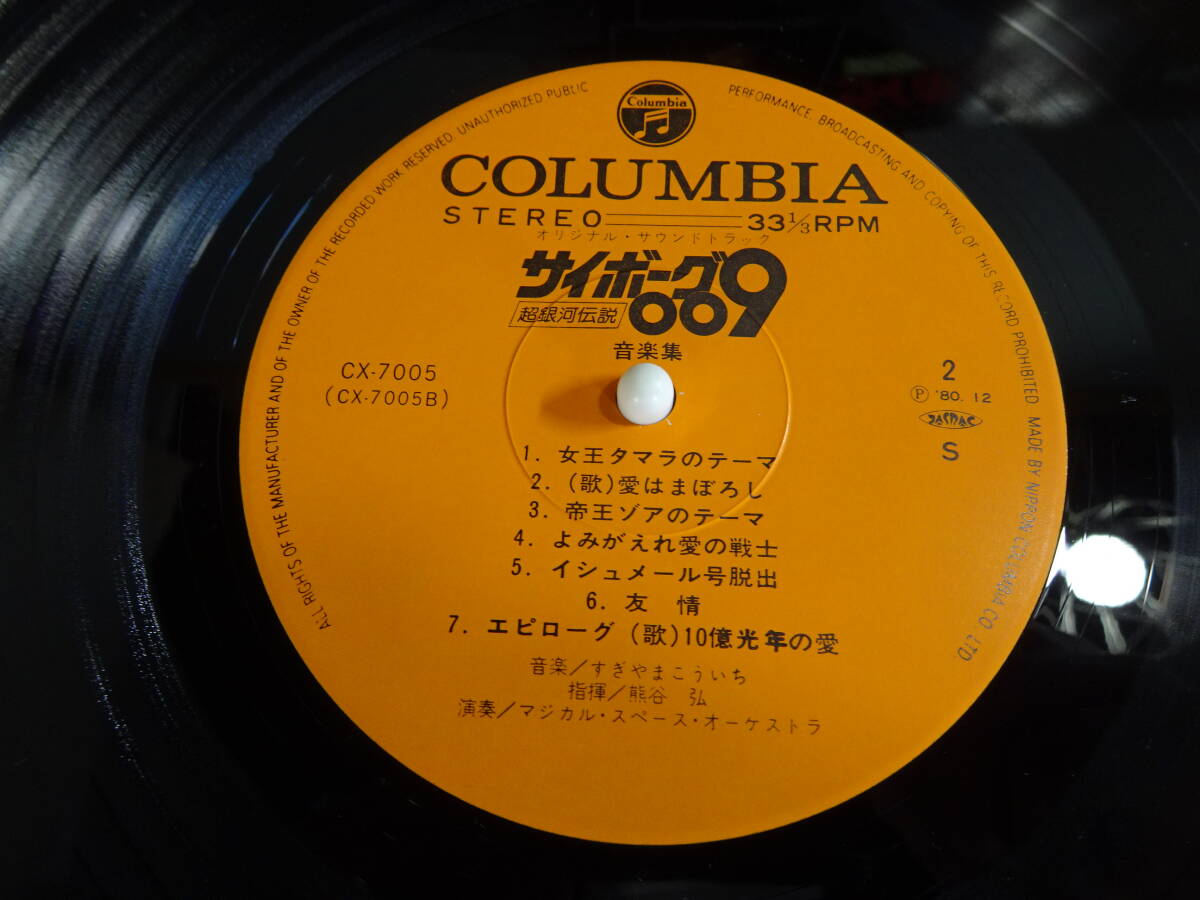 Columbia
ALL RIGHTS OF THE MANUFACTURER AND OF THE OWNER OF THE RECORDED WORK RESERVED. UNAUTHORIZED PUBLIC PERFORMANCE, BROADCASTING AND COPYING OF THIS RECORD PROHIBITED. MADE BY NIPPON COLUMBIA CO., LTD.
COLUMBIA
STEREO 33 1/3 RPM
オリジナル・サウンドトラック
サイボーグ009
超銀河伝説
音楽集
CX-7005
(CX-7005B)
2
Ⓟ '80. 12
JASRAC
S
1. 女王タマラのテーマ
2. (歌)愛はまぼろし
3. 帝王ゾアのテーマ
4. よみがえれ愛の戦士
5. イシュメール号脱出
6. 友 情
7. エピローグ (歌)10億光年の愛
音楽/すぎやまこういち
指揮/熊谷 弘
演奏/マジカル・スペース・オーケストラ